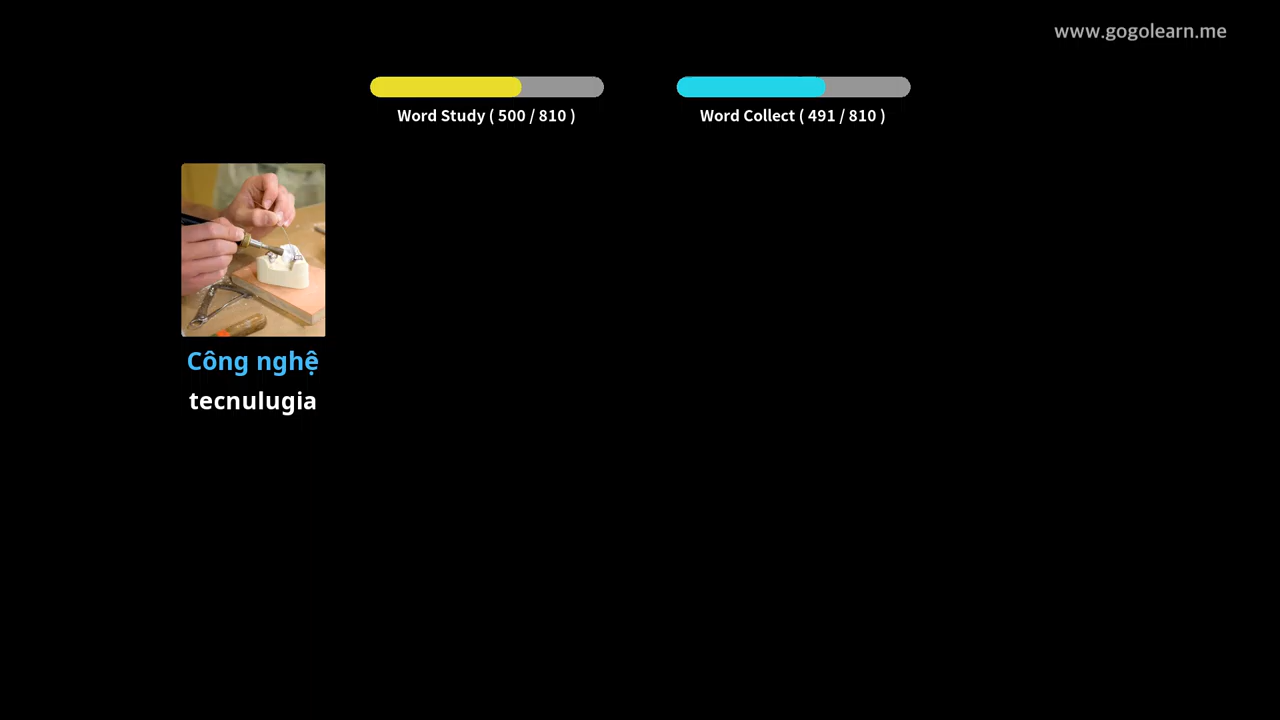 www.gogolearn.me
Word Study ( 500 / 810 )
Word Collect ( 491 / 810 )
Công nghệ
tecnulugia